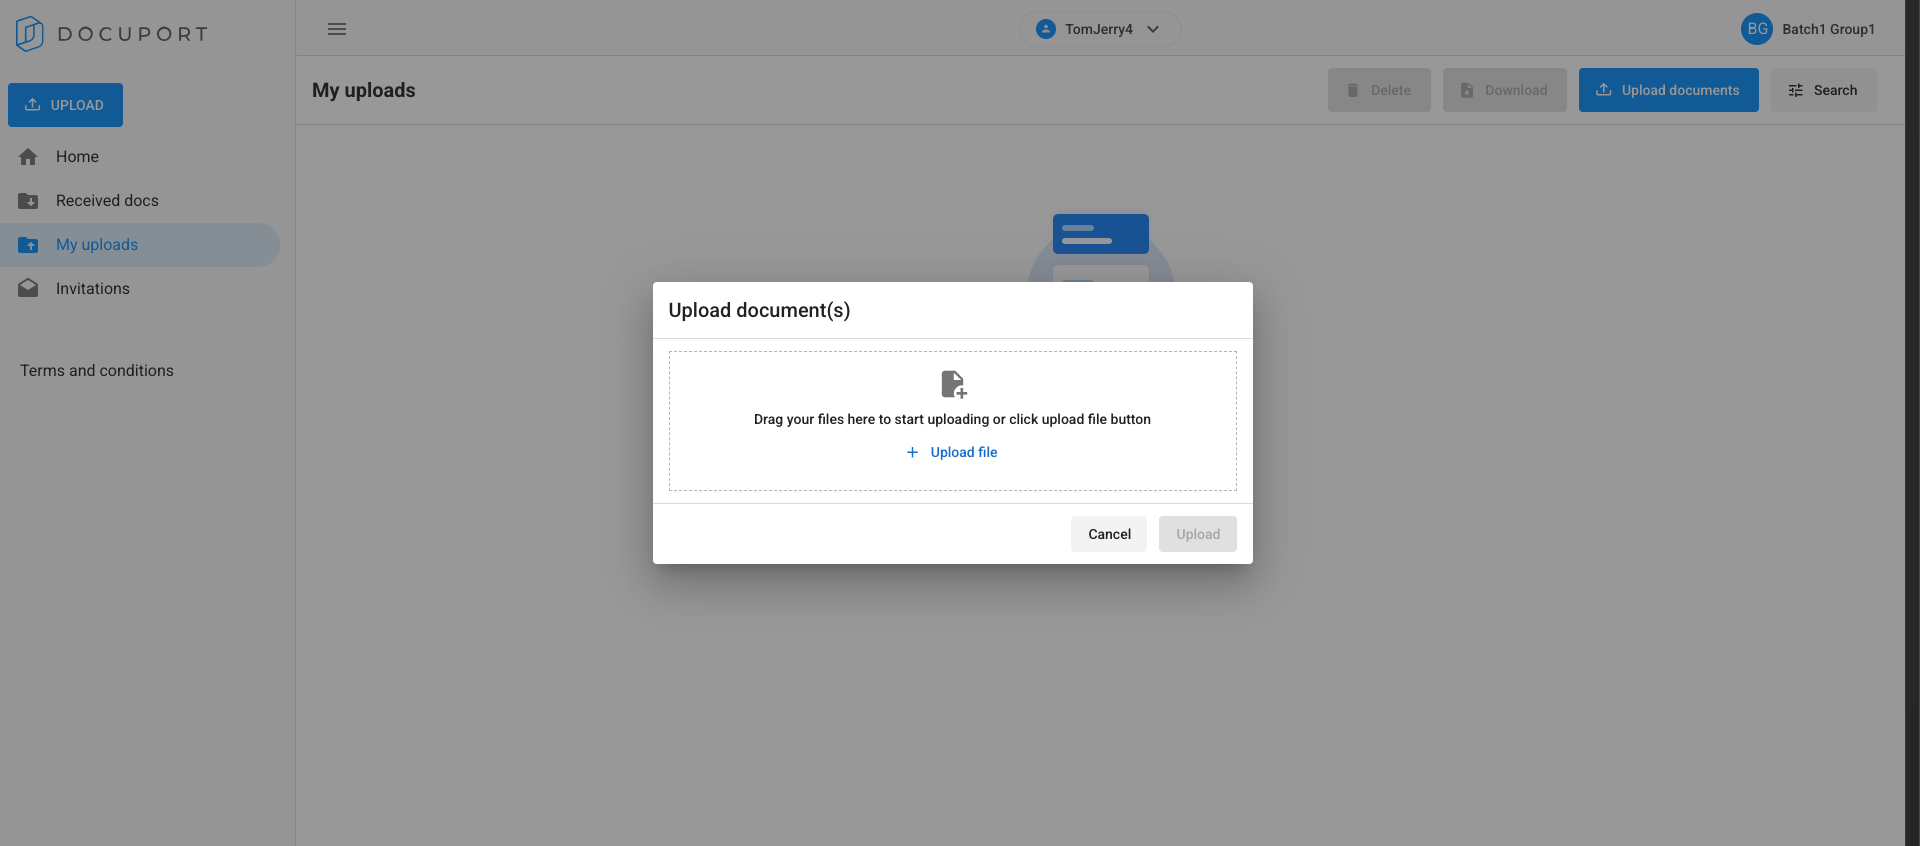 DOCUPORT
TomJerry4
BG Batch1 Group1
UPLOAD
Home
Received docs
My uploads
Invitations
Terms and conditions
My uploads
Delete
Download
Upload documents
Search
Upload document(s)
Drag your files here to start uploading or click upload file button
Upload file
Cancel
Upload